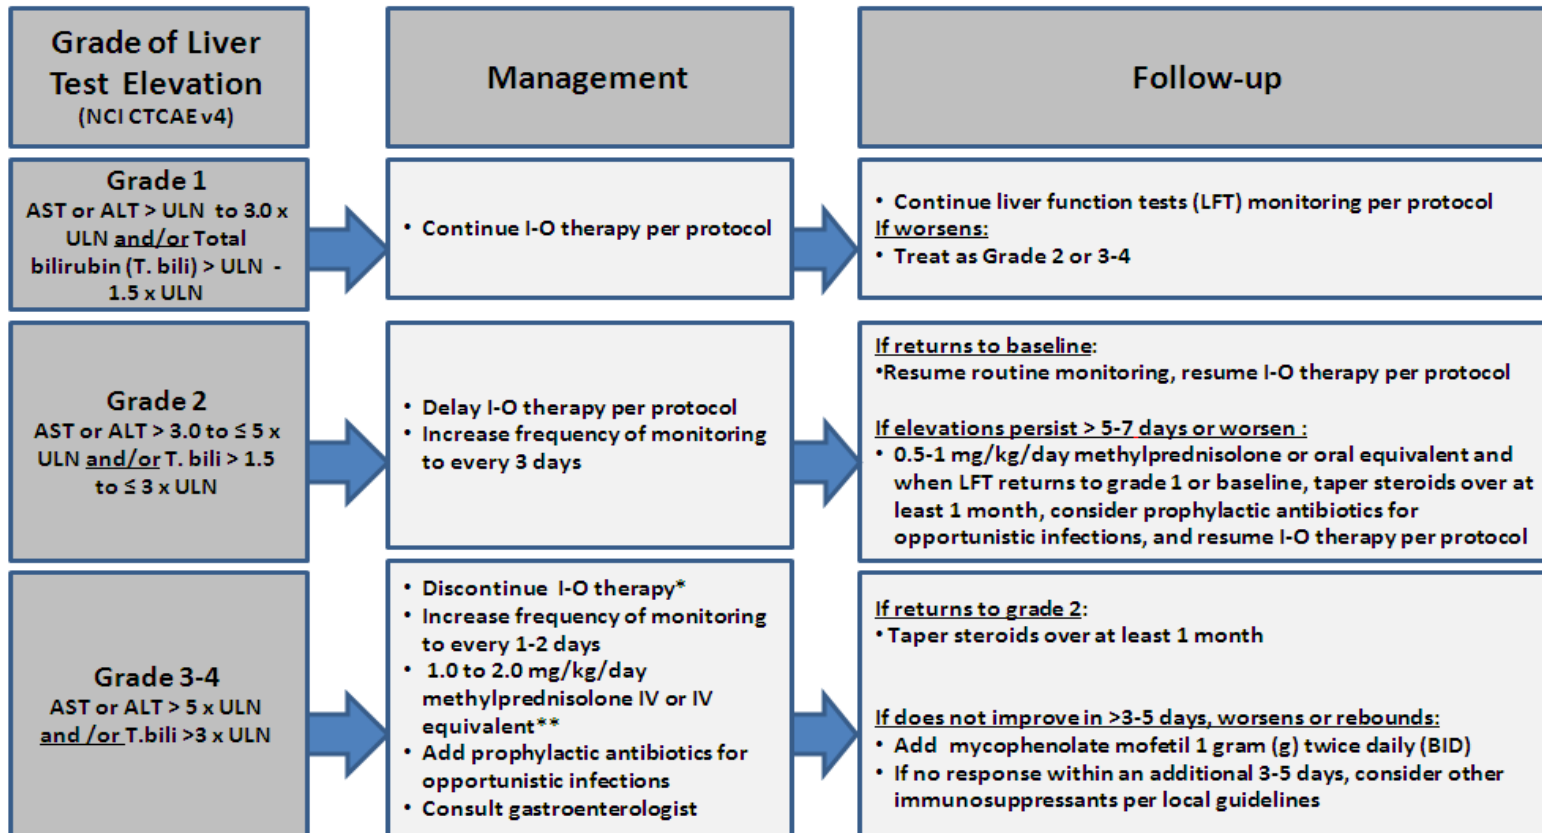 Grade of Liver
Test Elevation
(NCI CTCAE v4)
Management
Follow-up
Grade 1
AST or ALT > ULN to 3.0 x
ULN and/or Total
bilirubin (T. bili) > ULN -
1.5 x ULN
• Continue I-O therapy per protocol
• Continue liver function tests (LFT) monitoring per protocol
If worsens:
• Treat as Grade 2 or 3-4
Grade 2
AST or ALT > 3.0 to ≤ 5 x
ULN and/or T. bili > 1.5
to ≤ 3 x ULN
• Delay I-O therapy per protocol
• Increase frequency of monitoring
to every 3 days
If returns to baseline:
•Resume routine monitoring, resume I-O therapy per protocol
If elevations persist > 5-7 days or worsen :
• 0.5-1 mg/kg/day methylprednisolone or oral equivalent and
when LFT returns to grade 1 or baseline, taper steroids over at
least 1 month, consider prophylactic antibiotics for
opportunistic infections, and resume I-O therapy per protocol
Grade 3-4
AST or ALT > 5 x ULN
and /or T.bili >3 x ULN
• Discontinue I-O therapy*
• Increase frequency of monitoring
to every 1-2 days
• 1.0 to 2.0 mg/kg/day
methylprednisolone IV or IV
equivalent**
• Add prophylactic antibiotics for
opportunistic infections
• Consult gastroenterologist
If returns to grade 2:
• Taper steroids over at least 1 month
If does not improve in >3-5 days, worsens or rebounds:
• Add mycophenolate mofetil 1 gram (g) twice daily (BID)
• If no response within an additional 3-5 days, consider other
immunosuppressants per local guidelines